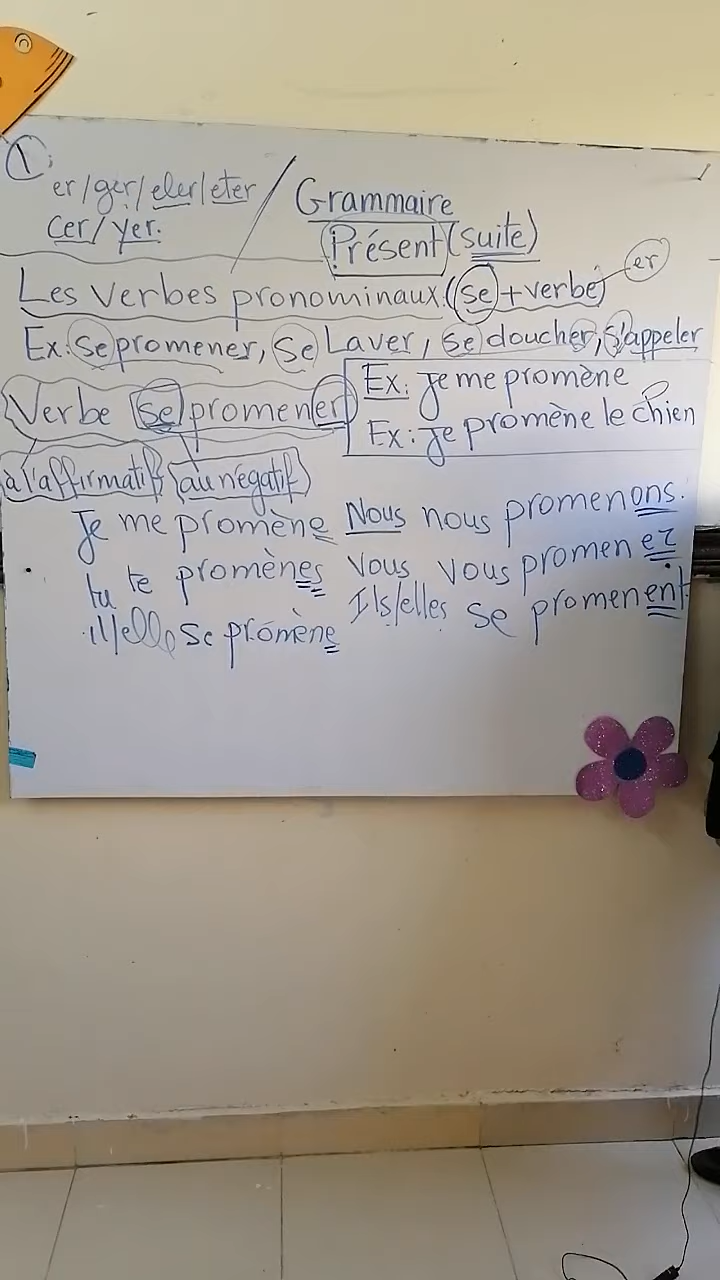 1;
er/ger/eler/eter
cer/yer.
Grammaire
Présent (suite)
Les verbes pronominaux (se + verbe) er
Ex: se promener, se Laver, se doucher, s'appeler
Verbe se promener
Ex: Je me promène
Ex: Je promène le chien
à l'affirmatif au négatif
Je me promène Nous nous promenons.
tu te promènes vous vous promenez
il/elle se promène Ils/elles se promenent